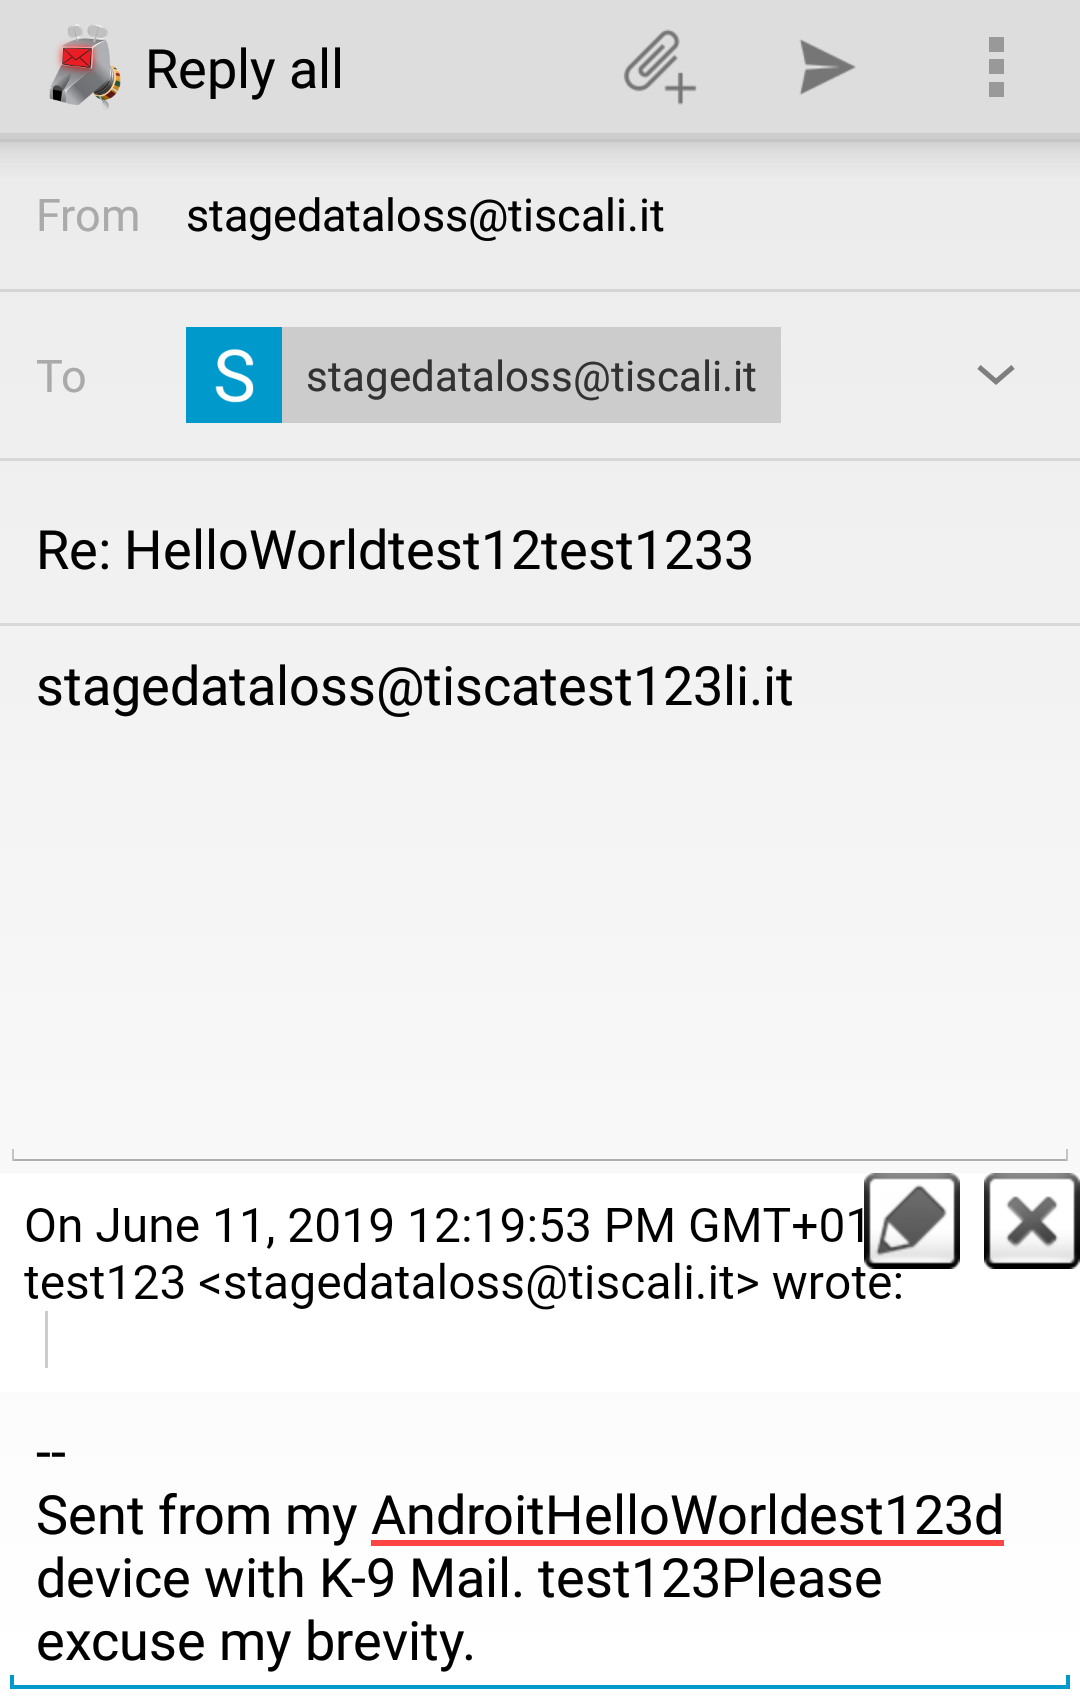 Reply all
From stagedataloss@tiscali.it
To S stagedataloss@tiscali.it
Re: HelloWorldtest12test1233
stagedataloss@tiscatest123li.it
On June 11, 2019 12:19:53 PM GMT+01
test123 <stagedataloss@tiscali.it> wrote:
--
Sent from my AndroitHelloWorldest123d
device with K-9 Mail. test123Please
excuse my brevity.